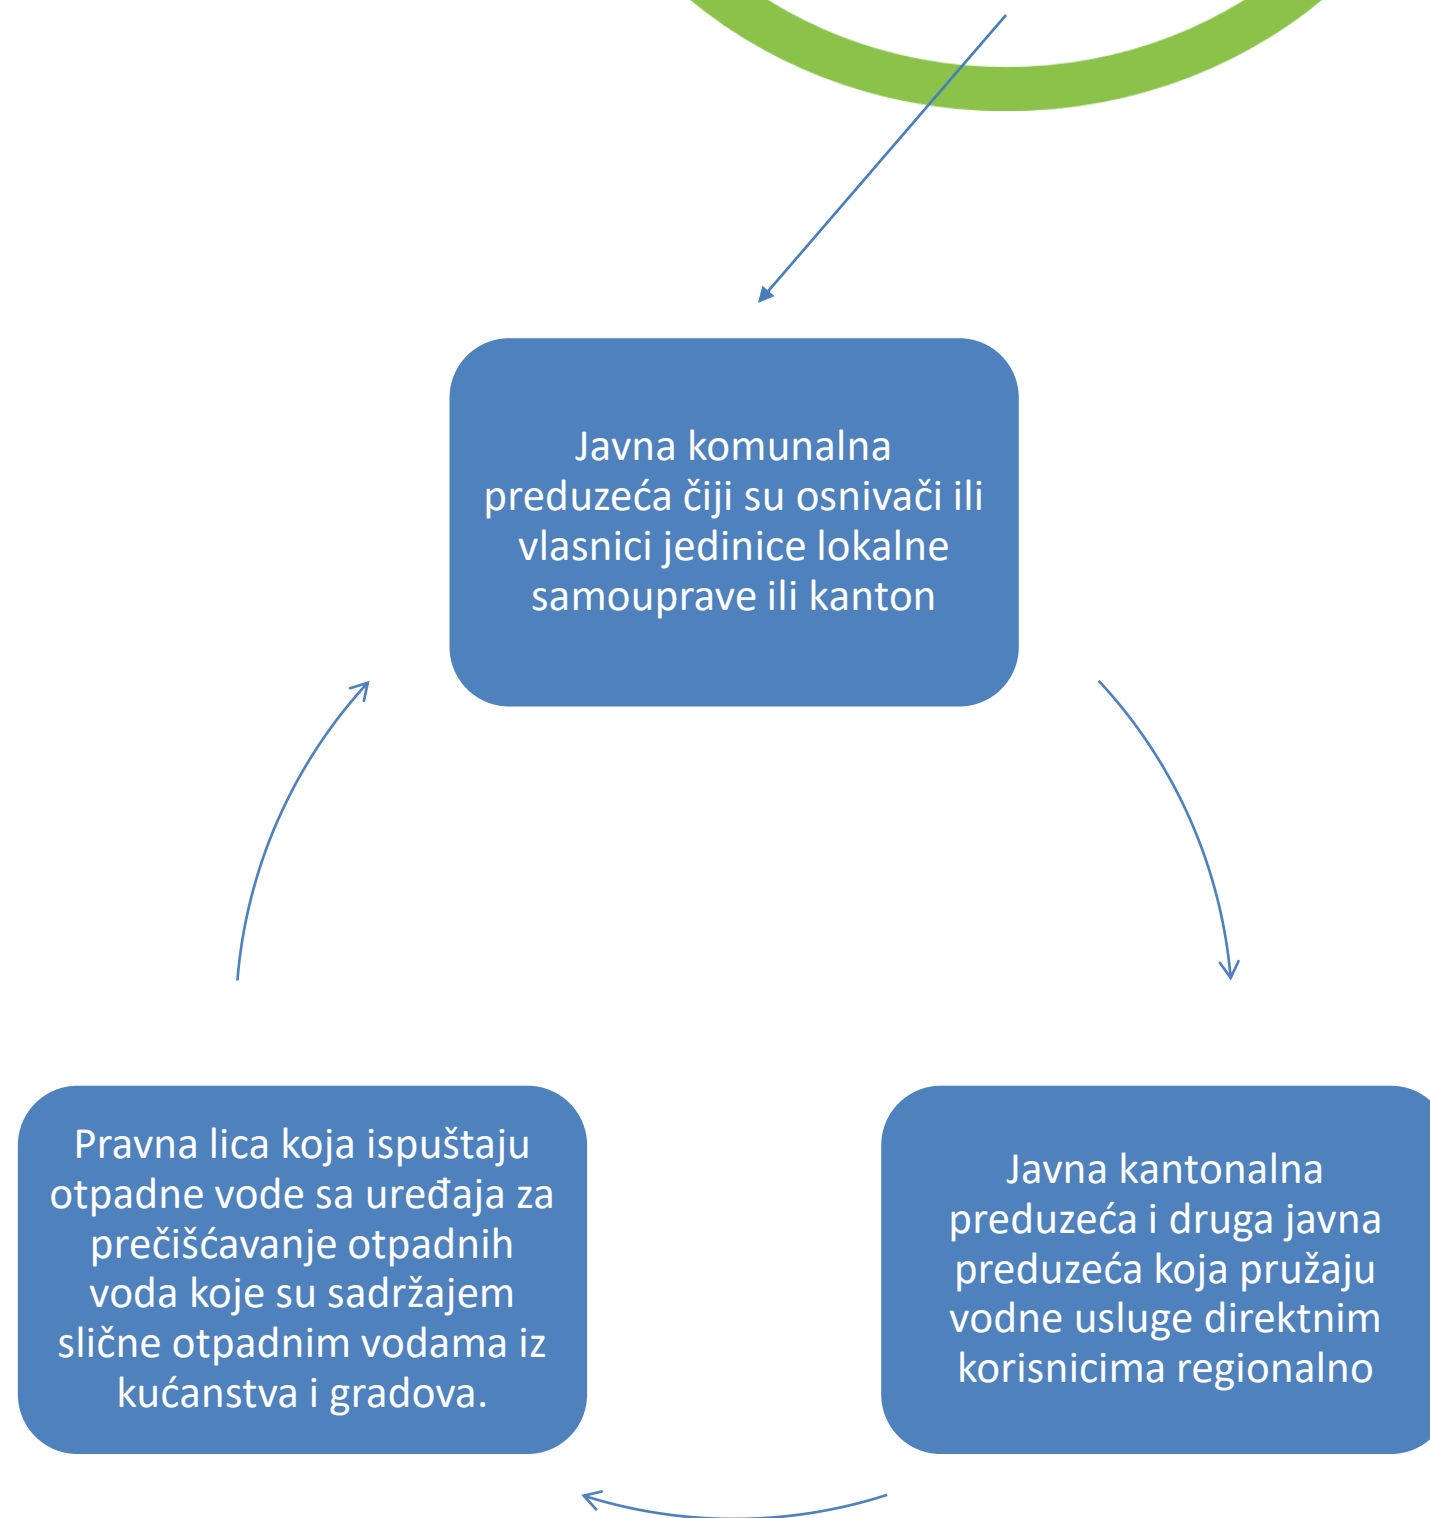 Javna komunalna
preduzeća čiji su osnivači ili
vlasnici jedinice lokalne
samouprave ili kanton
Pravna lica koja ispuštaju
otpadne vode sa uređaja za
prečišćavanje otpadnih
voda koje su sadržajem
slične otpadnim vodama iz
kućanstva i gradova.
Javna kantonalna
preduzeća i druga javna
preduzeća koja pružaju
vodne usluge direktnim
korisnicima regionalno